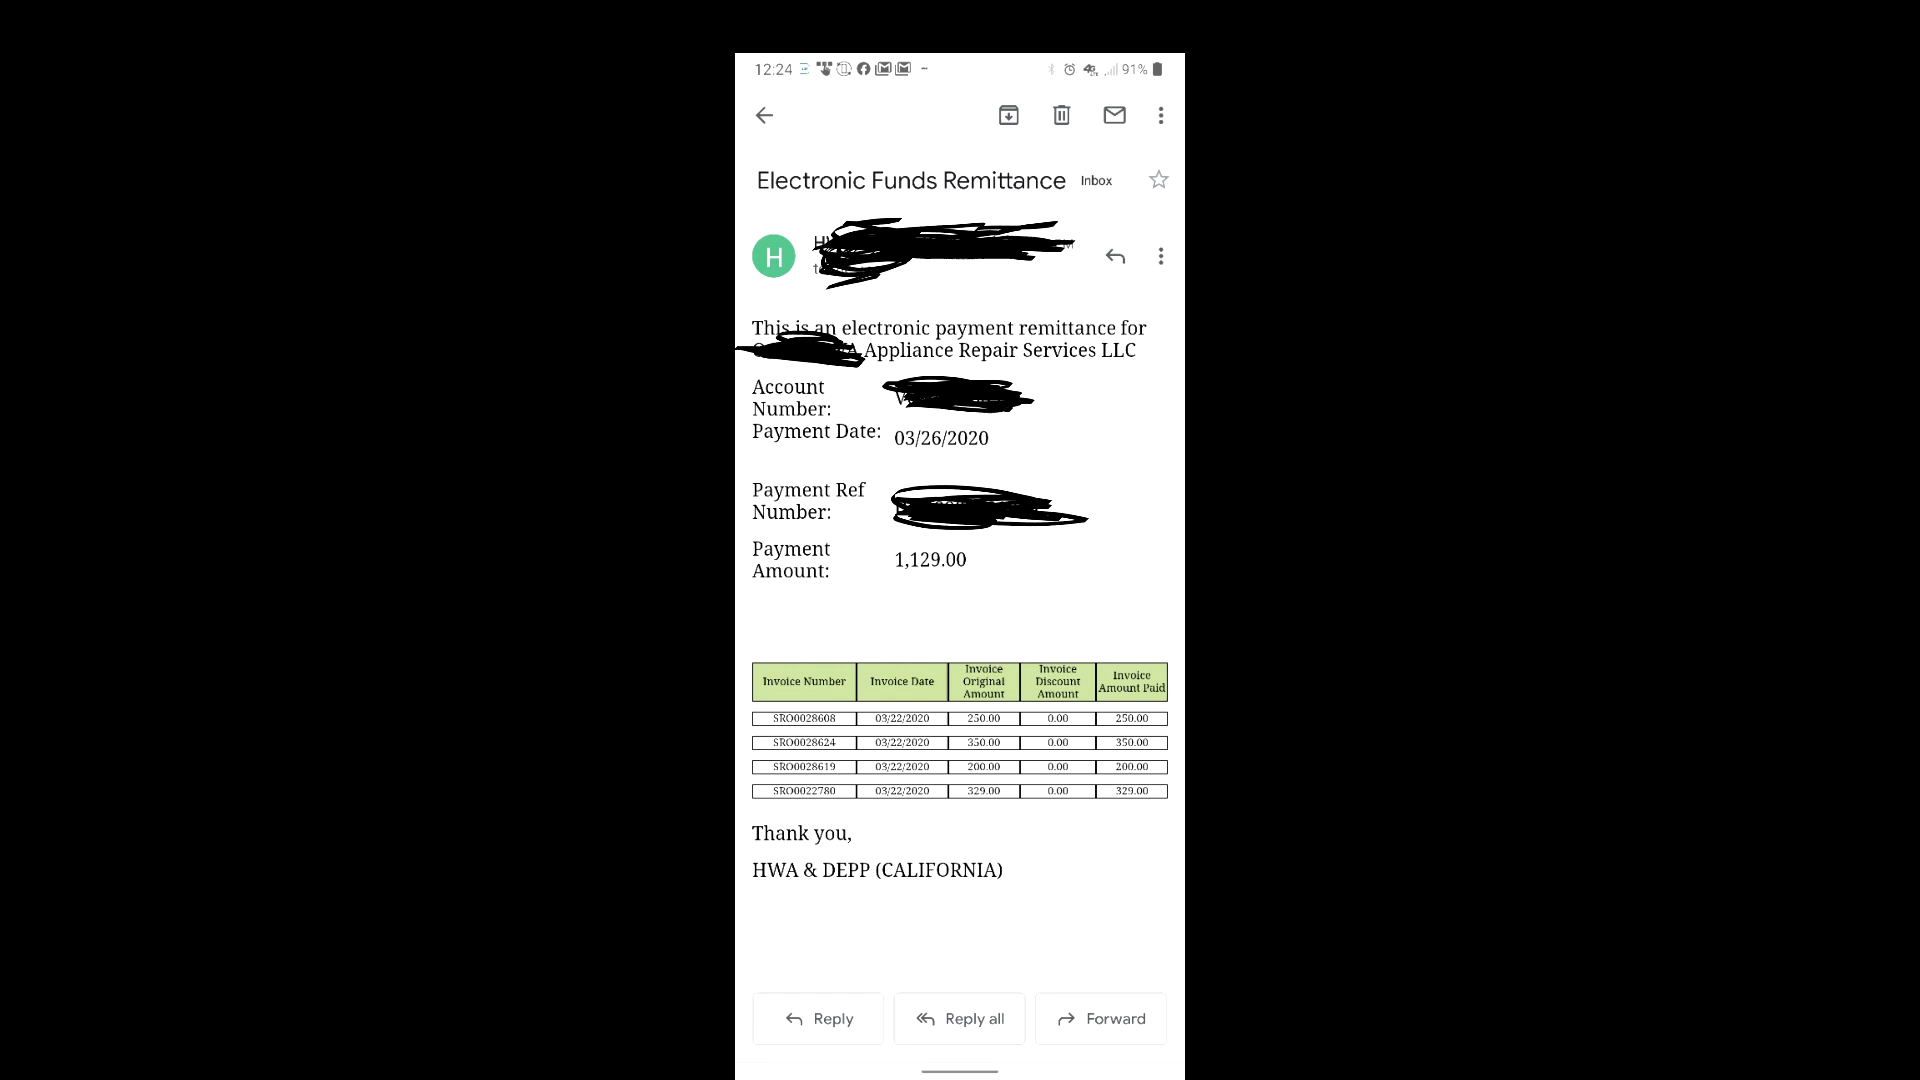 12:24
91%
Electronic Funds Remittance Inbox
H
This is an electronic payment remittance for
Appliance Repair Services LLC
Account
Number:
Payment Date: 03/26/2020
Payment Ref
Number:
Payment
Amount:
1,129.00
Invoice Number Invoice Date Invoice Original Amount Invoice Discount Amount Invoice Amount Paid
SRO0028608 03/22/2020 250.00 0.00 250.00
SRO0028624 03/22/2020 350.00 0.00 350.00
SRO0028619 03/22/2020 200.00 0.00 200.00
SRO0022780 03/22/2020 329.00 0.00 329.00
Thank you,
HWA & DEPP (CALIFORNIA)
Reply Reply all Forward